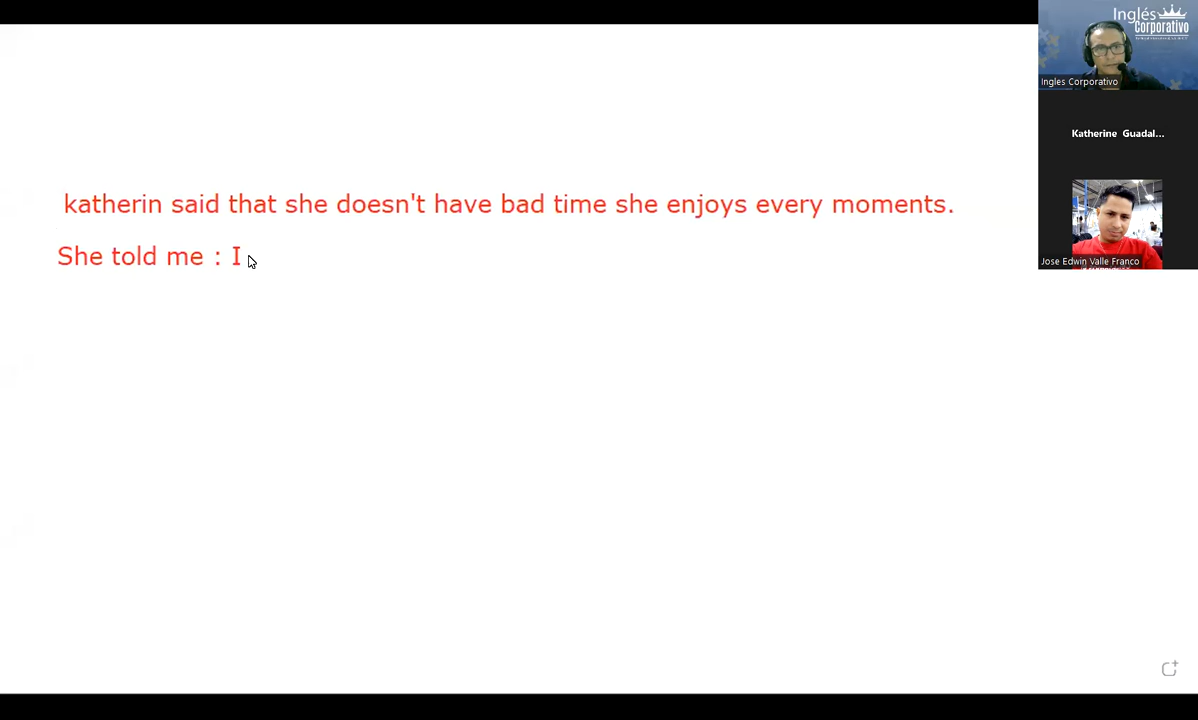 Inglés
Corporativo
Ingles Corporativo
Katherine Guadal...
Jose Edwin Valle Franco
katherin said that she doesn't have bad time she enjoys every moments.
She told me : I